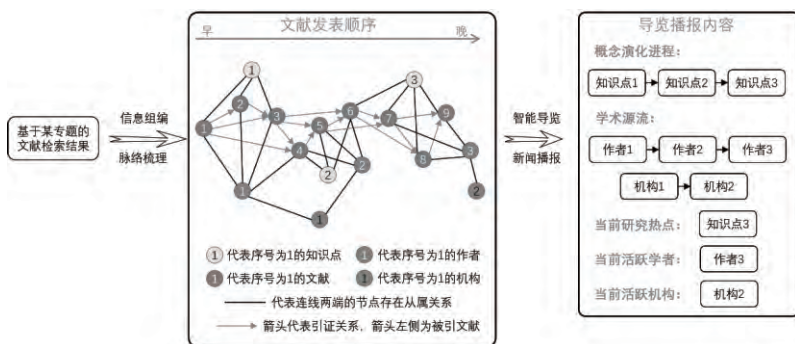 基于某专题的
文献检索结果
信息组编
脉络梳理
文献发表顺序
早 晚
1
3
2
3
1
5
6
7
9
4
2
2
8
3
1
1
2
1 代表序号为1的知识点 1 代表序号为1的作者
1 代表序号为1的文献 1 代表序号为1的机构
代表连线两端的节点存在从属关系
箭头代表引证关系,箭头左侧为被引文献
智能导览
新闻播报
导览播报内容
概念演化进程:
知识点1 知识点2 知识点3
学术源流:
作者1 作者2 作者3
机构1 机构2
当前研究热点: 知识点3
当前活跃学者: 作者3
当前活跃机构: 机构2